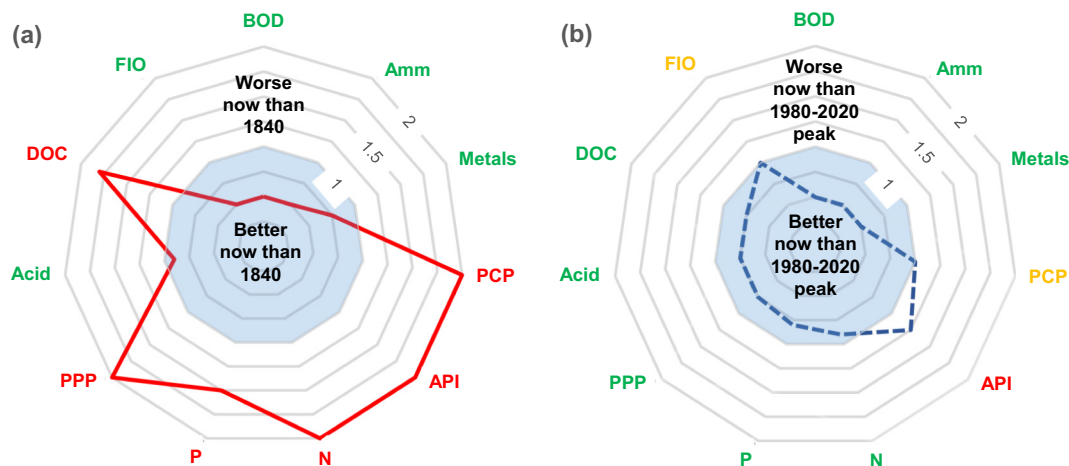 (a)
BOD
FIO
Amm
Worse
now than
1840
2
1.5
DOC
Metals
1
Better
now than
1840
Acid
PCP
PPP
API
P
N
(b)
BOD
FIO
Amm
Worse
now than
1980-2020
peak
2
1.5
DOC
Metals
1
Better
now than
1980-2020
peak
Acid
PCP
PPP
API
P
N